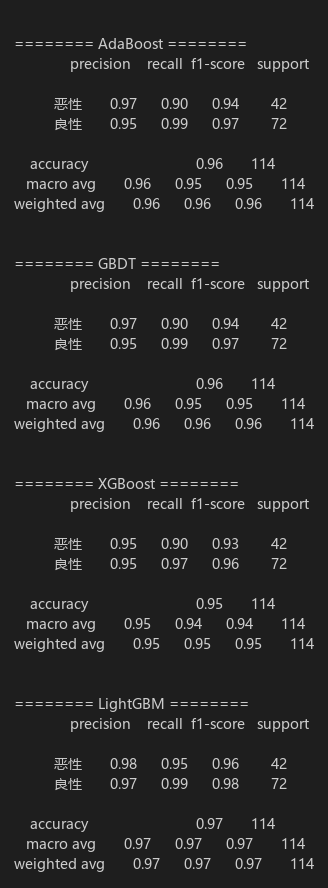 ======== AdaBoost ========
precision recall f1-score support
恶性 0.97 0.90 0.94 42
良性 0.95 0.99 0.97 72
accuracy 0.96 114
macro avg 0.96 0.95 0.95 114
weighted avg 0.96 0.96 0.96 114
======== GBDT ========
precision recall f1-score support
恶性 0.97 0.90 0.94 42
良性 0.95 0.99 0.97 72
accuracy 0.96 114
macro avg 0.96 0.95 0.95 114
weighted avg 0.96 0.96 0.96 114
======== XGBoost ========
precision recall f1-score support
恶性 0.95 0.90 0.93 42
良性 0.95 0.97 0.96 72
accuracy 0.95 114
macro avg 0.95 0.94 0.94 114
weighted avg 0.95 0.95 0.95 114
======== LightGBM ========
precision recall f1-score support
恶性 0.98 0.95 0.96 42
良性 0.97 0.99 0.98 72
accuracy 0.97 114
macro avg 0.97 0.97 0.97 114
weighted avg 0.97 0.97 0.97 114